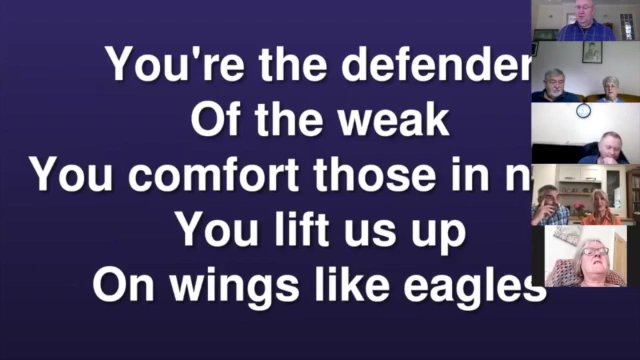 You're the defender
Of the weak
You comfort those in
You lift us up
On wings like eagles